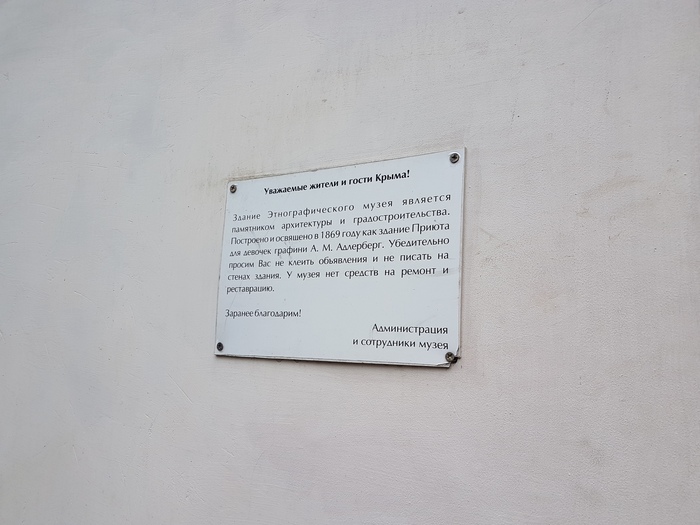 Уважаемые жители и гости Крыма!
Здание Этнографического музея является
памятником архитектуры и градостроительства.
Построено и освящено в 1869 году как здание Приюта
для девочек графини А. М. Адлерберг. Убедительно
просим Вас не клеить объявления и не писать на
стенах здания. У музея нет средств на ремонт и
реставрацию.
Заранее благодарим!
Администрация
и сотрудники музея